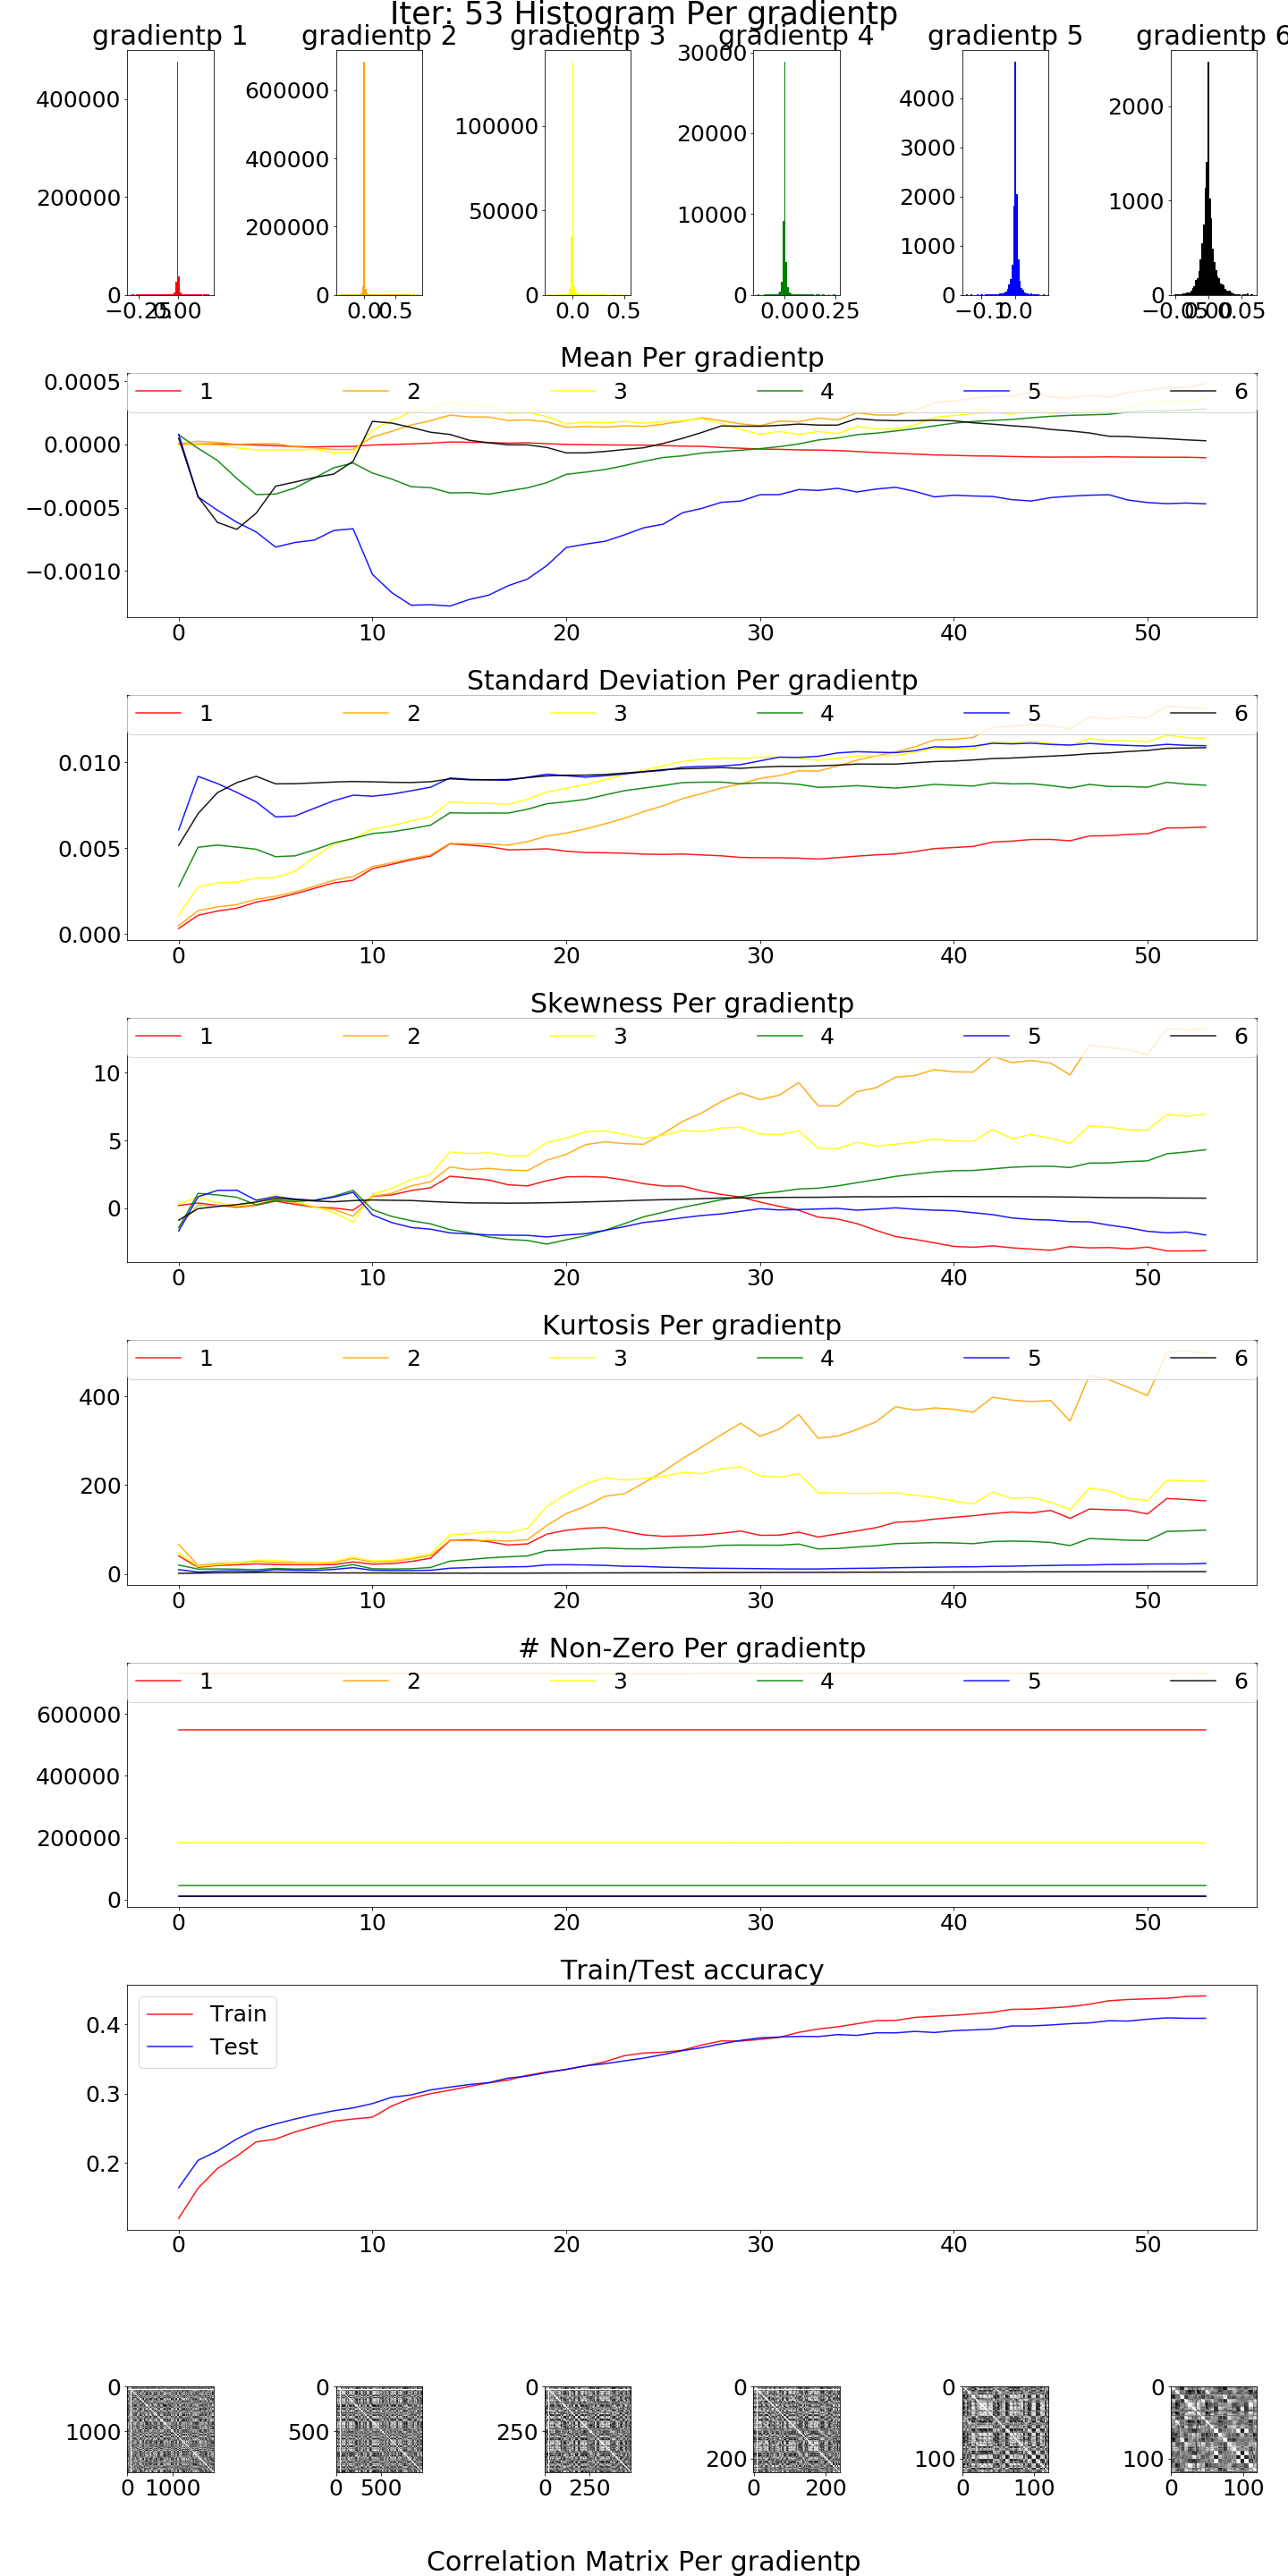 Iter: 53 Histogram Per gradientp
gradientp 1 gradientp 2 gradientp 3 gradientp 4 gradientp 5 gradientp 6
400000
200000
0
−0.25 0.00
600000
400000
200000
0
0.0 0.5
100000
50000
0
0.0 0.5
30000
20000
10000
0
0.00 0.25
4000
3000
2000
1000
0
−0.1 0.0
2000
1000
0
−0.05 0.00 0.05
Mean Per gradientp
1 2 3 4 5 6
0.0005
0.0000
−0.0005
−0.0010
0 10 20 30 40 50
Standard Deviation Per gradientp
1 2 3 4 5 6
0.010
0.005
0.000
0 10 20 30 40 50
Skewness Per gradientp
1 2 3 4 5 6
10
5
0
0 10 20 30 40 50
Kurtosis Per gradientp
1 2 3 4 5 6
400
200
0
0 10 20 30 40 50
# Non-Zero Per gradientp
1 2 3 4 5 6
600000
400000
200000
0
0 10 20 30 40 50
Train/Test accuracy
Train
Test
0.4
0.3
0.2
0 10 20 30 40 50
0
1000
0 1000
0
500
0 500
0
250
0 250
0
200
0 200
0
100
0 100
0
100
0 100
Correlation Matrix Per gradientp